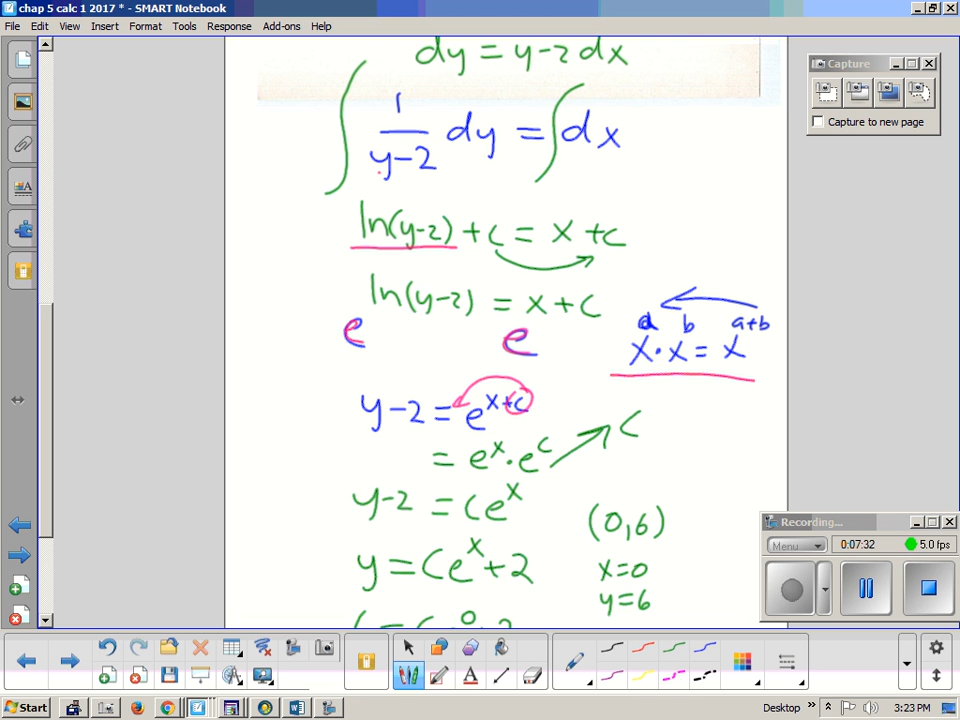 chap 5 calc 1 2017 * - SMART Notebook
File Edit View Insert Format Tools Response Add-ons Help
dy = y-2 dx
∫ 1/(y-2) dy = ∫ dx
ln(y-2) + c = x + c
ln(y-2) = x + c
e e
a b a+b
x · x = x
y-2 = e^(x+c)
= e^x · e^c C
y-2 = Ce^x
(0,6)
y = Ce^x + 2
x=0
y=6
Capture
Capture to new page
Recording...
Menu
0:07:32
5.0 fps
Start
Desktop
3:23 PM